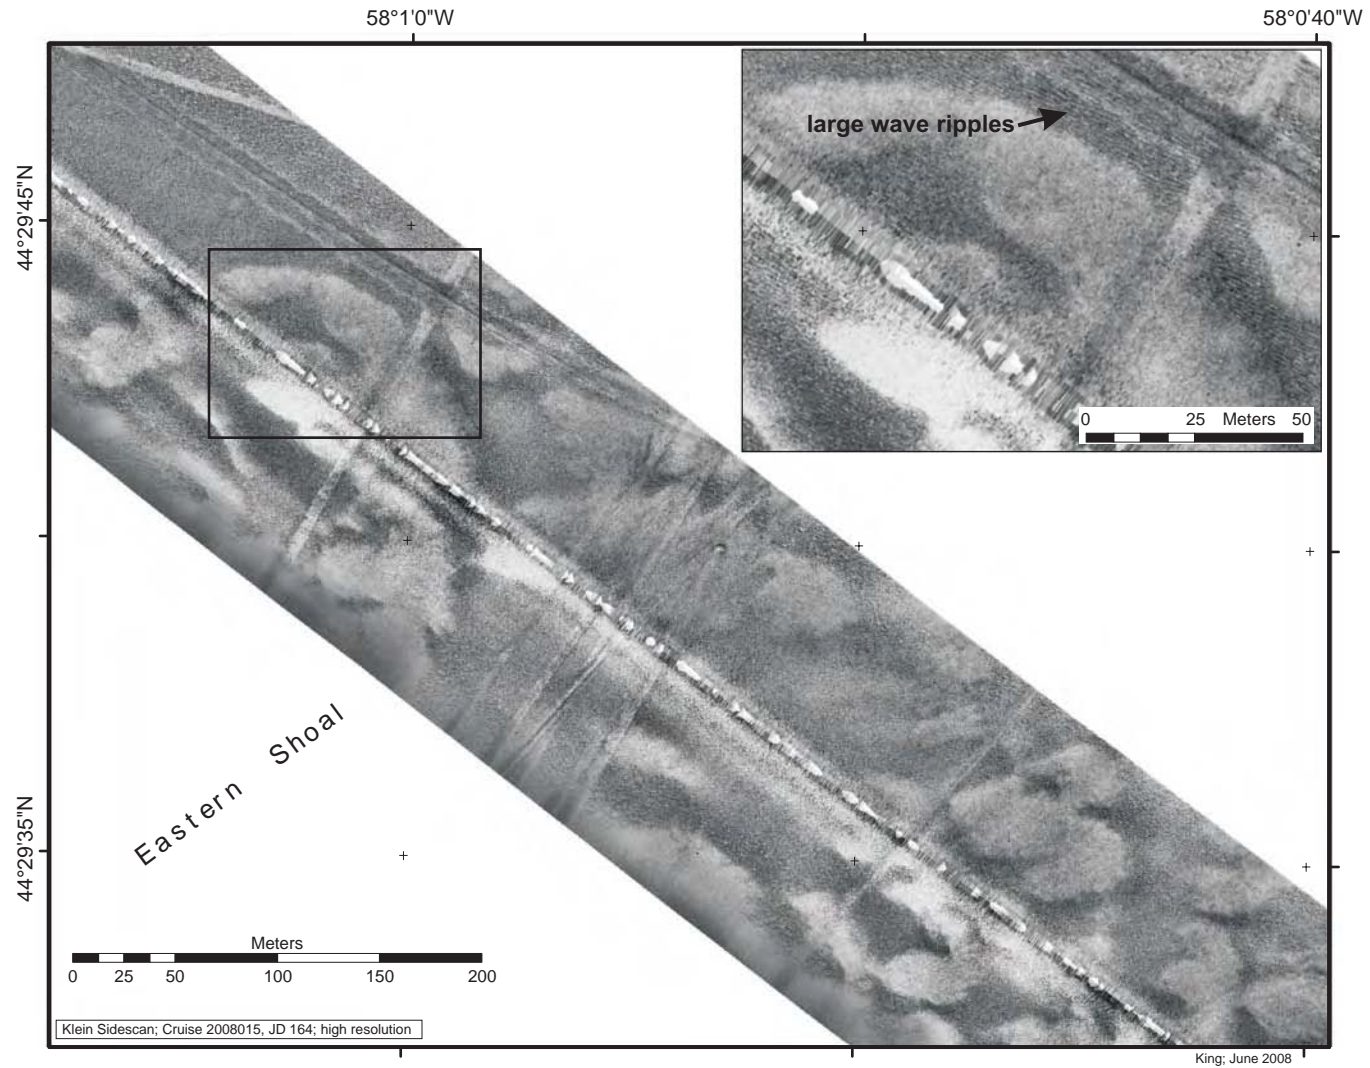 58°1'0"W
58°0'40"W
large wave ripples
44°29'45"N
0 25 Meters 50
Eastern Shoal
44°29'35"N
Meters
0 25 50 100 150 200
Klein Sidescan; Cruise 2008015, JD 164; high resolution
King; June 2008